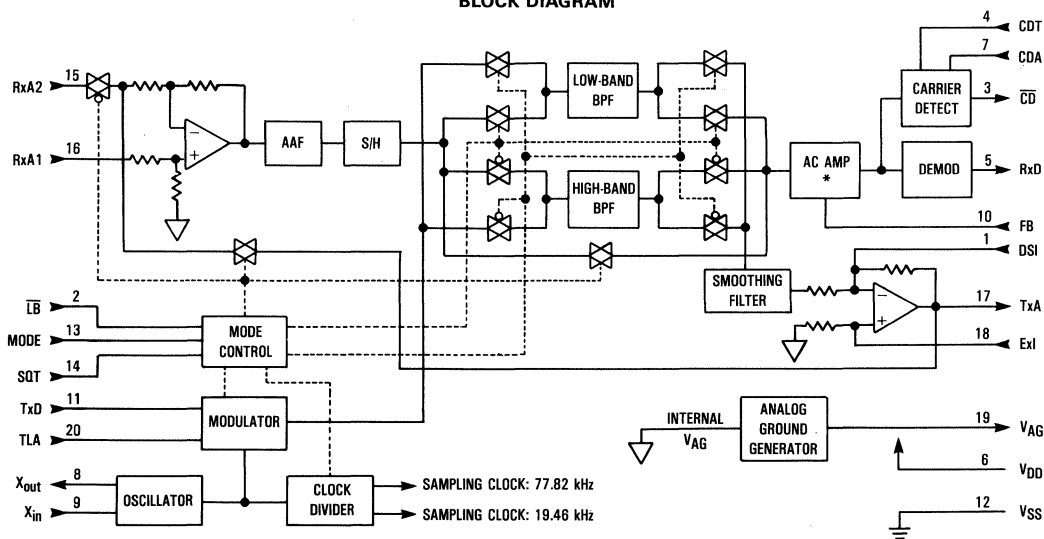 BLOCK DIAGRAM
RxA2 15
RxA1 16
−
+
AAF
S/H
LOW-BAND
BPF
HIGH-BAND
BPF
AC AMP
*
CARRIER
DETECT
DEMOD
4 CDT
7 CDA
3 CD
5 RxD
10 FB
1 DSI
SMOOTHING
FILTER
−
+
17 TxA
18 ExI
LB 2
MODE 13
SQT 14
MODE
CONTROL
TxD 11
TLA 20
MODULATOR
Xout 8
Xin 9
OSCILLATOR
CLOCK
DIVIDER
SAMPLING CLOCK: 77.82 kHz
SAMPLING CLOCK: 19.46 kHz
INTERNAL
VAG
ANALOG
GROUND
GENERATOR
19 VAG
6 VDD
12 VSS